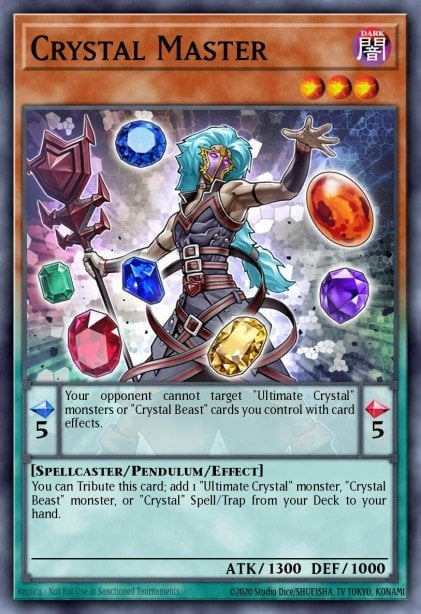 Crystal Master
DARK
闇
5
Your opponent cannot target "Ultimate Crystal"
monsters or "Crystal Beast" cards you control with card
effects.
5
[Spellcaster/Pendulum/Effect]
You can Tribute this card; add 1 "Ultimate Crystal" monster, "Crystal
Beast" monster, or "Crystal" Spell/Trap from your Deck to your
hand.
ATK/1300 DEF/1000
Replica - Not For Use in Sanctioned Tournaments
©2020 Studio Dice/SHUEISHA, TV TOKYO, KONAMI